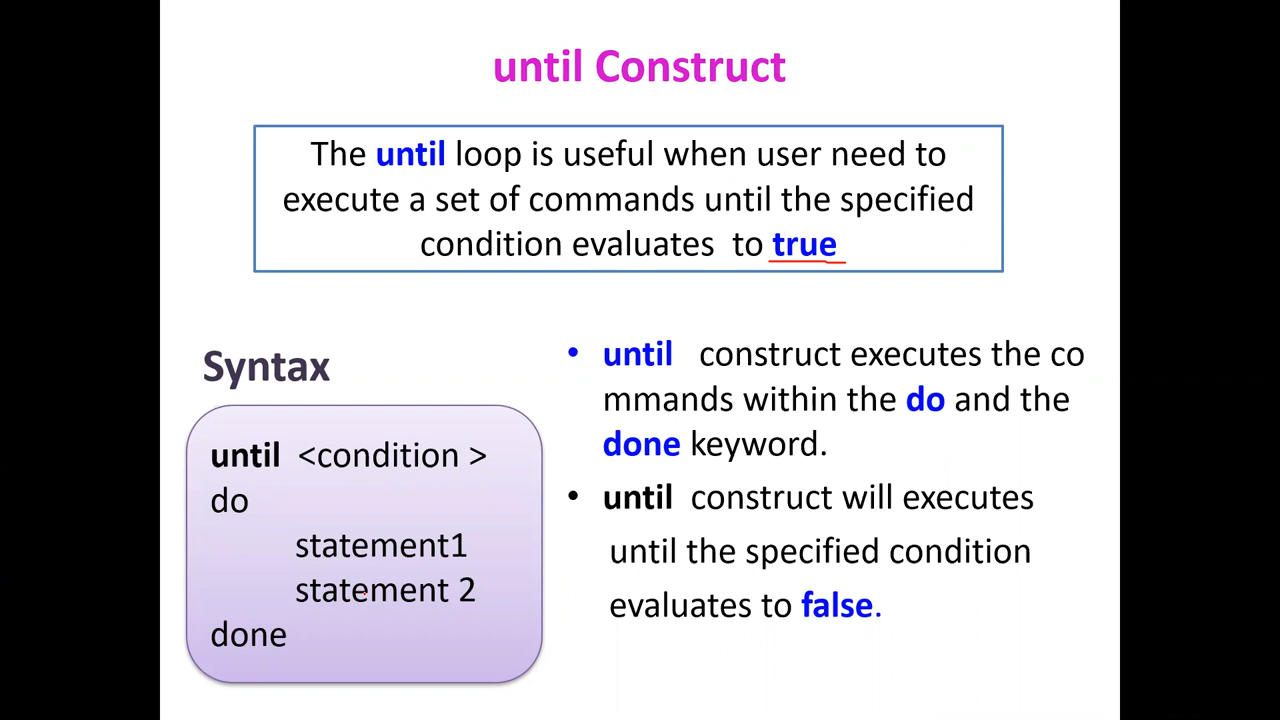 until Construct
The until loop is useful when user need to
execute a set of commands until the specified
condition evaluates to true
Syntax
until <condition >
do
statement1
statement 2
done
• until construct executes the co
mmands within the do and the
done keyword.
• until construct will executes
until the specified condition
evaluates to false.